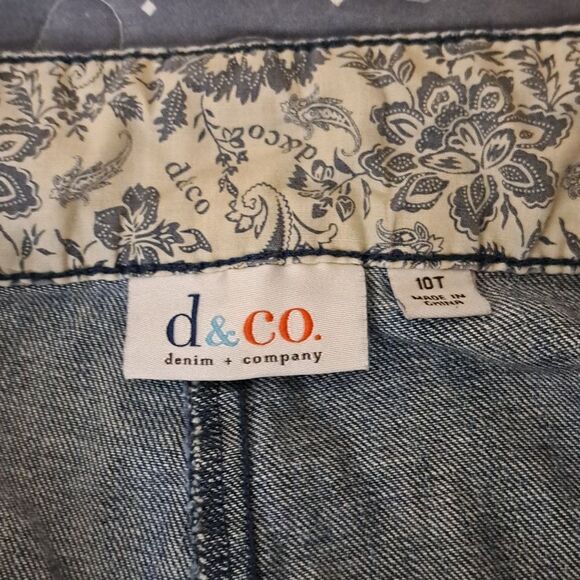 d&co
d&co
d&co.
denim + company
10T
MADE IN
CHINA